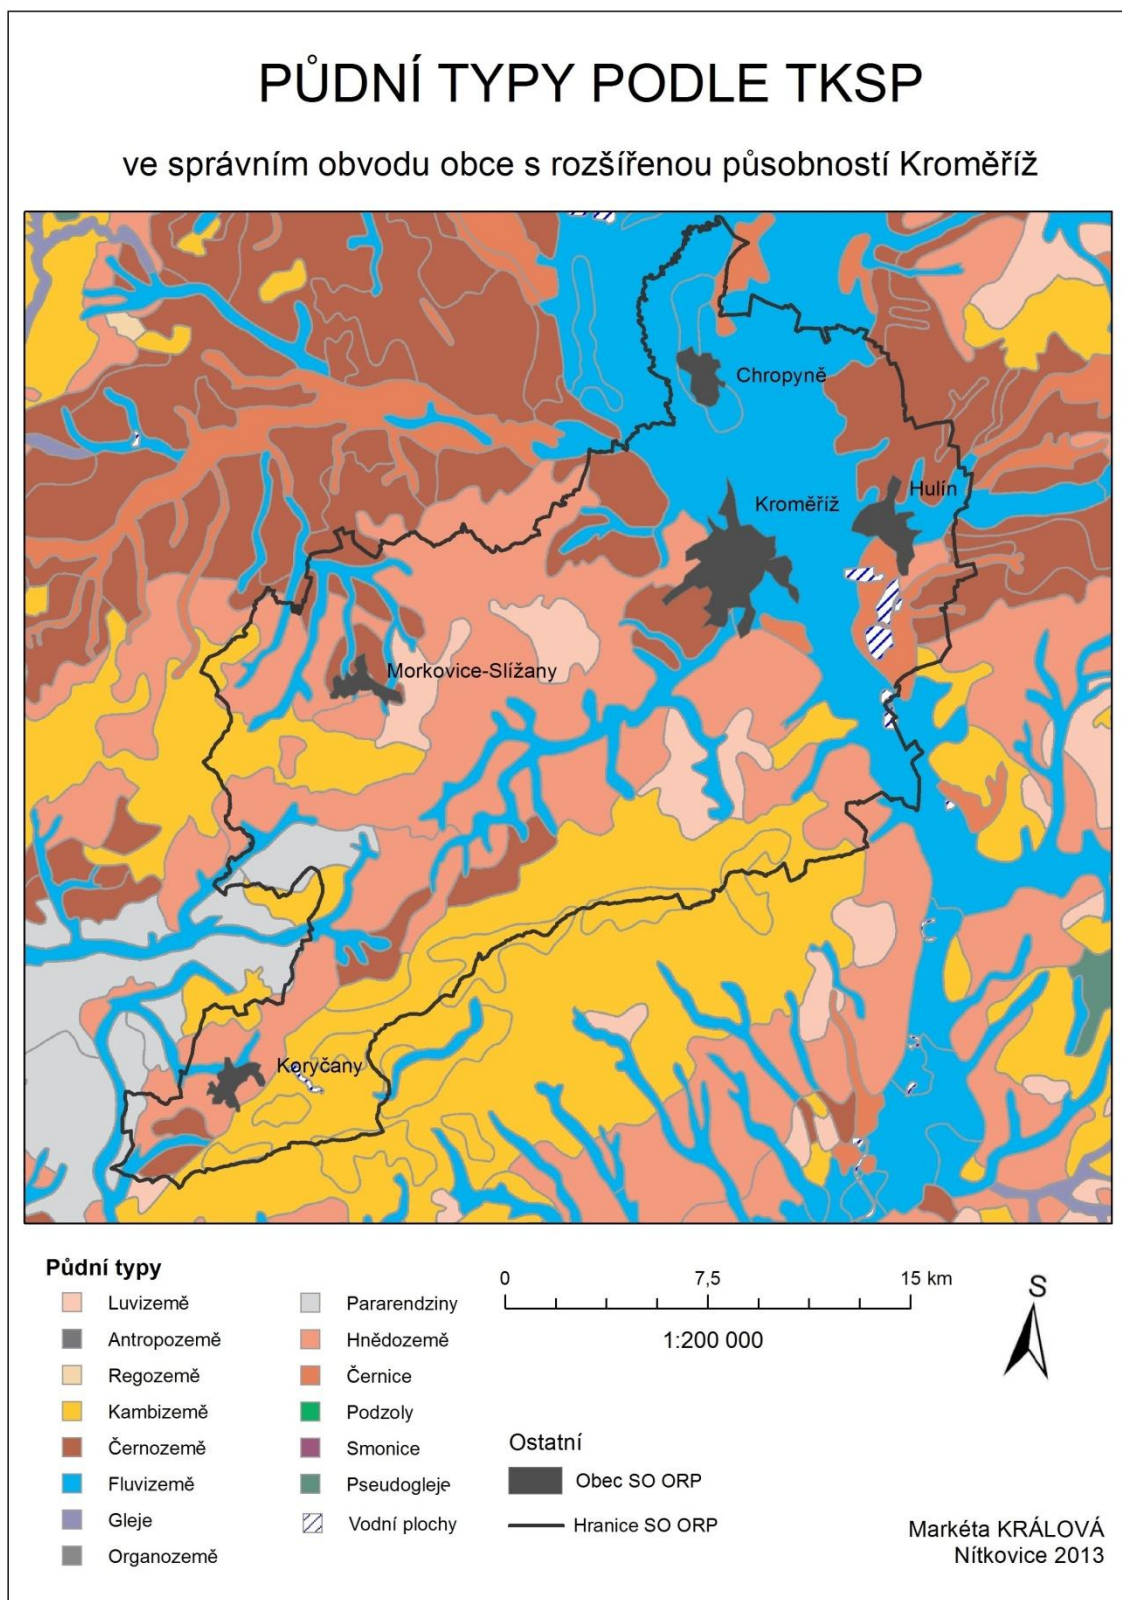 PŮDNÍ TYPY PODLE TKSP
ve správním obvodu obce s rozšířenou působností Kroměříž
Chropyně
Hulín
Kroměříž
Morkovice-Slížany
Koryčany
Půdní typy
Luvizemě
Antropozemě
Regozemě
Kambizemě
Černozemě
Fluvizemě
Gleje
Organozemě
Pararendziny
Hnědozemě
Černice
Podzoly
Smonice
Pseudogleje
Vodní plochy
0 7,5 15 km
1:200 000
Ostatní
Obec SO ORP
Hranice SO ORP
S
Markéta KRÁLOVÁ
Nítkovice 2013